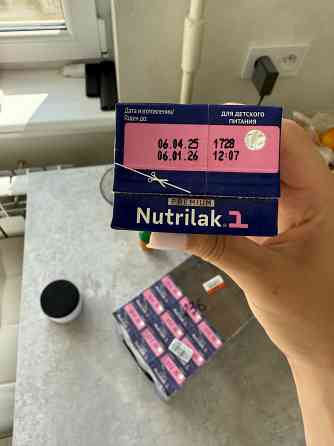 Дата изготовления/
Годен до:
ДЛЯ ДЕТСКОГО
ПИТАНИЯ
06.04.25 1728
06.01.26 12:07
PREMIUM
Nutrilak 1